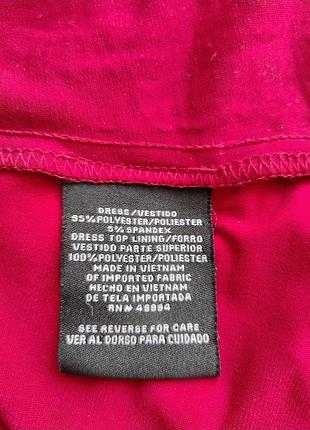 DRESS/VESTIDO
95% POLYESTER/POLIESTER
5% SPANDEX
DRESS TOP LINING/FORRO
VESTIDO PARTE SUPERIOR
100% POLYESTER/POLIESTER
MADE IN VIETNAM
OF IMPORTED FABRIC
HECHO EN VIETNAM
DE TELA IMPORTADA
RN# 49994
SEE REVERSE FOR CARE
VER AL DORSO PARA CUIDADO